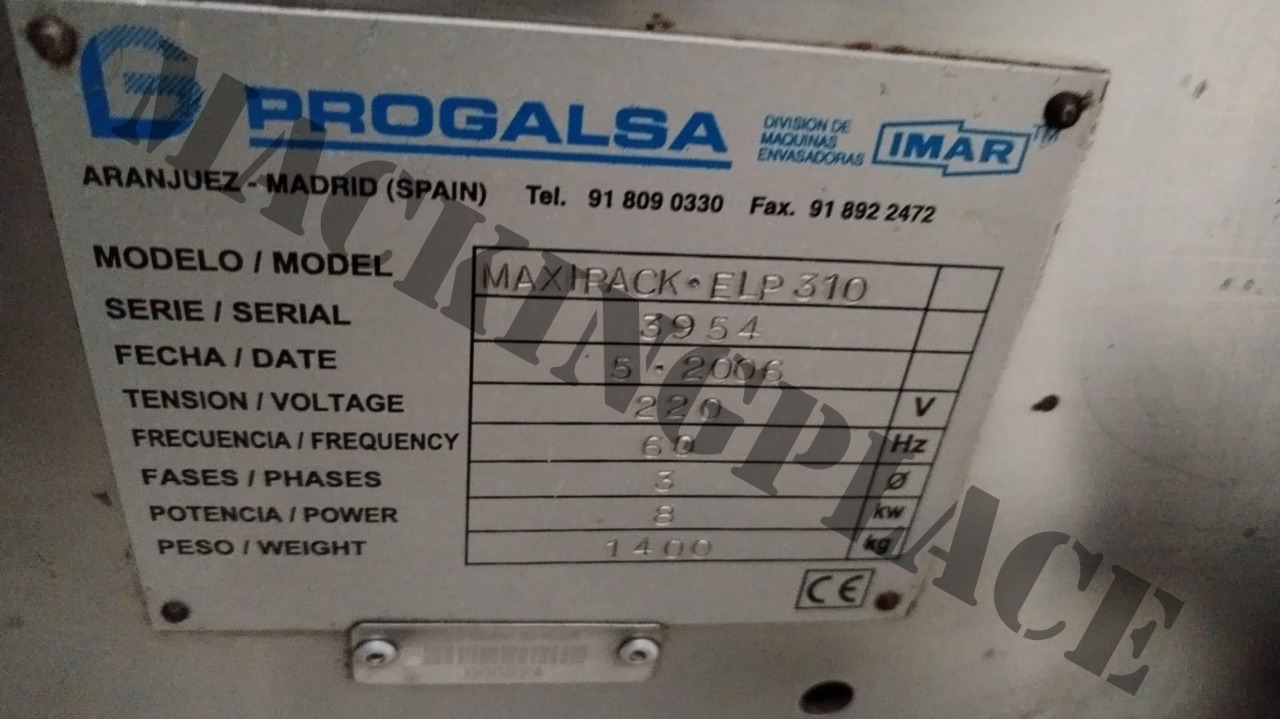 PROGALSA
DIVISION DE
MAQUINAS
ENVASADORAS
IMAR™
ARANJUEZ - MADRID (SPAIN) Tel. 91 809 0330 Fax. 91 892 2472
MODELO / MODEL MAXIPACK·ELP 310
SERIE / SERIAL 3954
FECHA / DATE 5·2006
TENSION / VOLTAGE 220 V
FRECUENCIA / FREQUENCY 60 Hz
FASES / PHASES 3 Ø
POTENCIA / POWER 8 kw
PESO / WEIGHT 1400 kg
CE
MACKINGPLACE